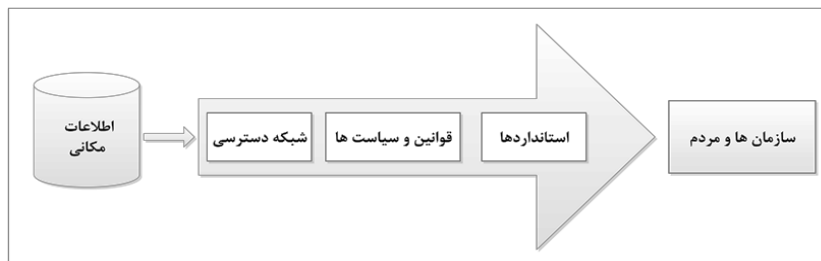 اطلاعات
مکانی
شبکه دسترسی
قوانین و سیاست ها
استانداردها
سازمان ها و مردم